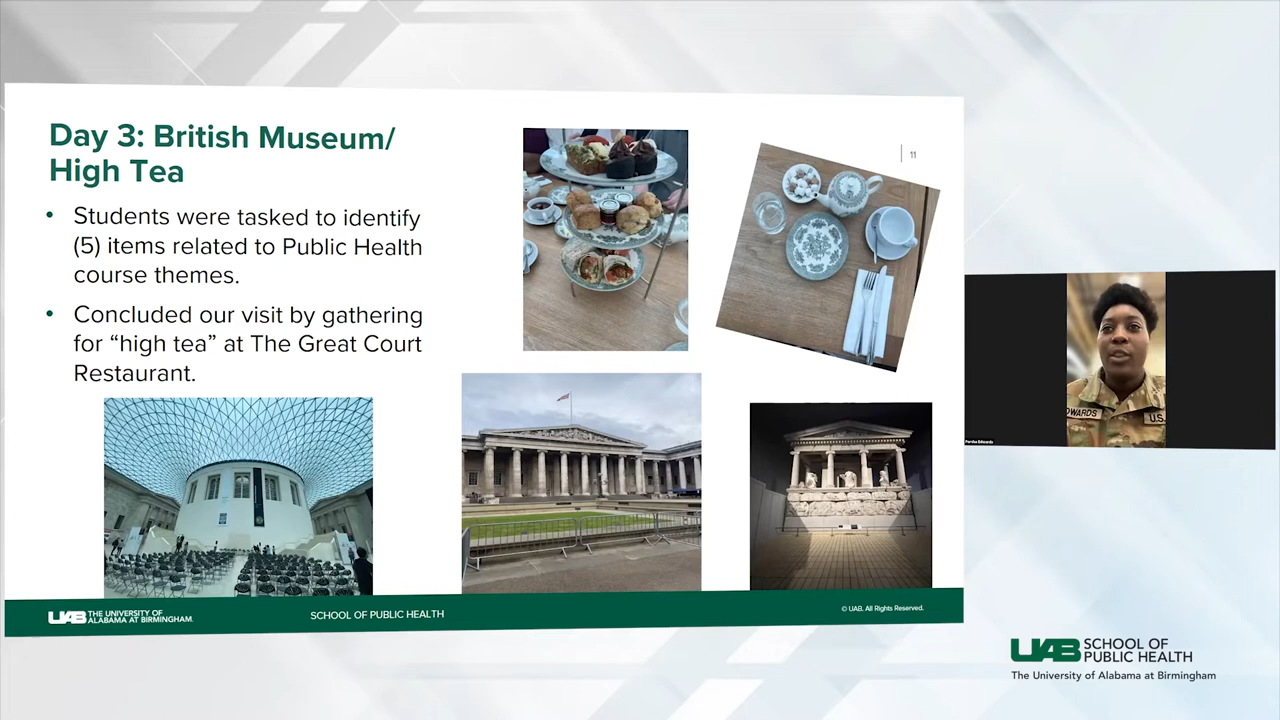 Day 3: British Museum/
High Tea
• Students were tasked to identify
(5) items related to Public Health
course themes.
• Concluded our visit by gathering
for “high tea” at The Great Court
Restaurant.
11
OWARDS
U.S.
Pardse Edwards
UAB THE UNIVERSITY OF
ALABAMA AT BIRMINGHAM.
SCHOOL OF PUBLIC HEALTH
© UAB. All Rights Reserved.
UAB SCHOOL OF
PUBLIC HEALTH
The University of Alabama at Birmingham